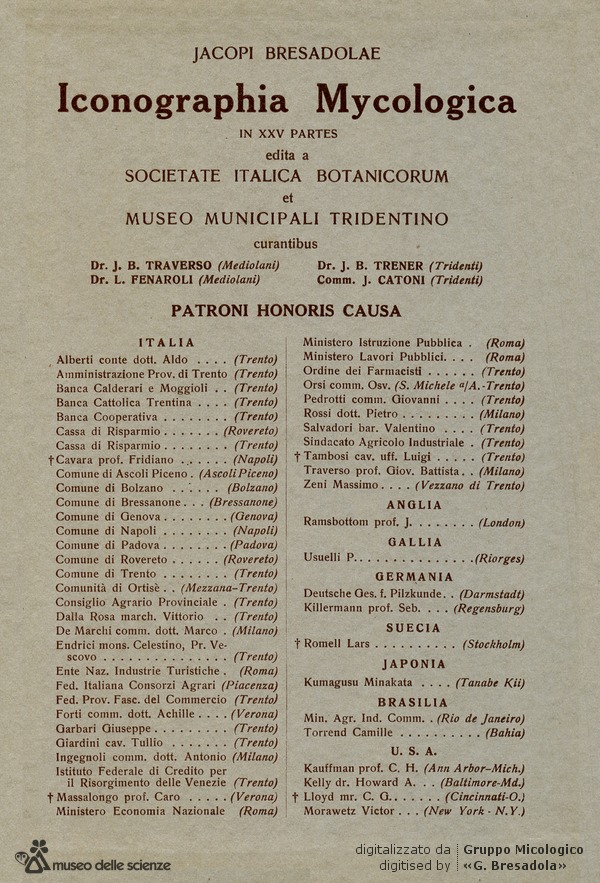 JACOPI BRESADOLAE
Iconographia Mycologica
IN XXV PARTES
edita a
SOCIETATE ITALICA BOTANICORUM
et
MUSEO MUNICIPALI TRIDENTINO
curantibus
Dr. J. B. TRAVERSO (Mediolani) Dr. J. B. TRENER (Tridenti)
Dr. L. FENAROLI (Mediolani) Comm. J. CATONI (Tridenti)
PATRONI HONORIS CAUSA
ITALIA
Alberti conte dott. Aldo . . . . (Trento)
Amministrazione Prov. di Trento (Trento)
Banca Calderari e Moggioli . . (Trento)
Banca Cattolica Trentina . . . . (Trento)
Banca Cooperativa . . . . . . . . (Trento)
Cassa di Risparmio . . . . . . . (Rovereto)
Cassa di Risparmio . . . . . . . . (Trento)
† Cavara prof. Fridiano . . . . . . (Napoli)
Comune di Ascoli Piceno . (Ascoli Piceno)
Comune di Bolzano . . . . . . (Bolzano)
Comune di Bressanone . . . (Bressanone)
Comune di Genova . . . . . . . . (Genova)
Comune di Napoli . . . . . . . . (Napoli)
Comune di Padova . . . . . . . . (Padova)
Comune di Rovereto . . . . . . (Rovereto)
Comune di Trento . . . . . . . . (Trento)
Comunità di Ortisè . . (Mezzana-Trento)
Consiglio Agrario Provinciale . (Trento)
Dalla Rosa march. Vittorio . . (Trento)
De Marchi comm. dott. Marco . (Milano)
Endrici mons. Celestino, Pr. Ve-
scovo . . . . . . . . . . . . . . . (Trento)
Ente Naz. Industrie Turistiche . (Roma)
Fed. Italiana Consorzi Agrari (Piacenza)
Fed. Prov. Fasc. del Commercio (Trento)
Forti comm. dott. Achille . . . . (Verona)
Garbari Giuseppe . . . . . . . . . (Trento)
Giardini cav. Tullio . . . . . . . (Trento)
Ingegnoli comm. dott. Antonio (Milano)
Istituto Federale di Credito per
il Risorgimento delle Venezie (Trento)
† Massalongo prof. Caro . . . . . (Verona)
Ministero Economia Nazionale (Roma)
Ministero Istruzione Pubblica . (Roma)
Ministero Lavori Pubblici . . . . (Roma)
Ordine dei Farmacisti . . . . . . (Trento)
Orsi comm. Osv. (S. Michele a/A.-Trento)
Pedrotti comm. Giovanni . . . . (Trento)
Rossi dott. Pietro . . . . . . . . . (Milano)
Salvadori bar. Valentino . . . . (Trento)
Sindacato Agricolo Industriale . (Trento)
† Tambosi cav. uff. Luigi . . . . . (Trento)
Traverso prof. Giov. Battista . . (Milano)
Zeni Massimo . . . . (Vezzano di Trento)
ANGLIA
Ramsbottom prof. J. . . . . . . . (London)
GALLIA
Usuelli P. . . . . . . . . . . . . . . (Riorges)
GERMANIA
Deutsche Ges. f. Pilzkunde . . (Darmstadt)
Killermann prof. Seb. . . . . (Regensburg)
SUECIA
† Romell Lars . . . . . . . . . . (Stockholm)
JAPONIA
Kumagusu Minakata . . . . (Tanabe Kii)
BRASILIA
Min. Agr. Ind. Comm. . (Rio de Janeiro)
Torrend Camille . . . . . . . . . . (Bahia)
U. S. A.
Kauffman prof. C. H. (Ann Arbor-Mich.)
Kelly dr. Howard A. . . (Baltimore-Md.)
† Lloyd mr. C. G. . . . . . . (Cincinnati-O.)
Morawetz Victor . . . (New York - N.Y.)
museo delle scienze
digitalizzato da Gruppo Micologico
digitised by «G. Bresadola»